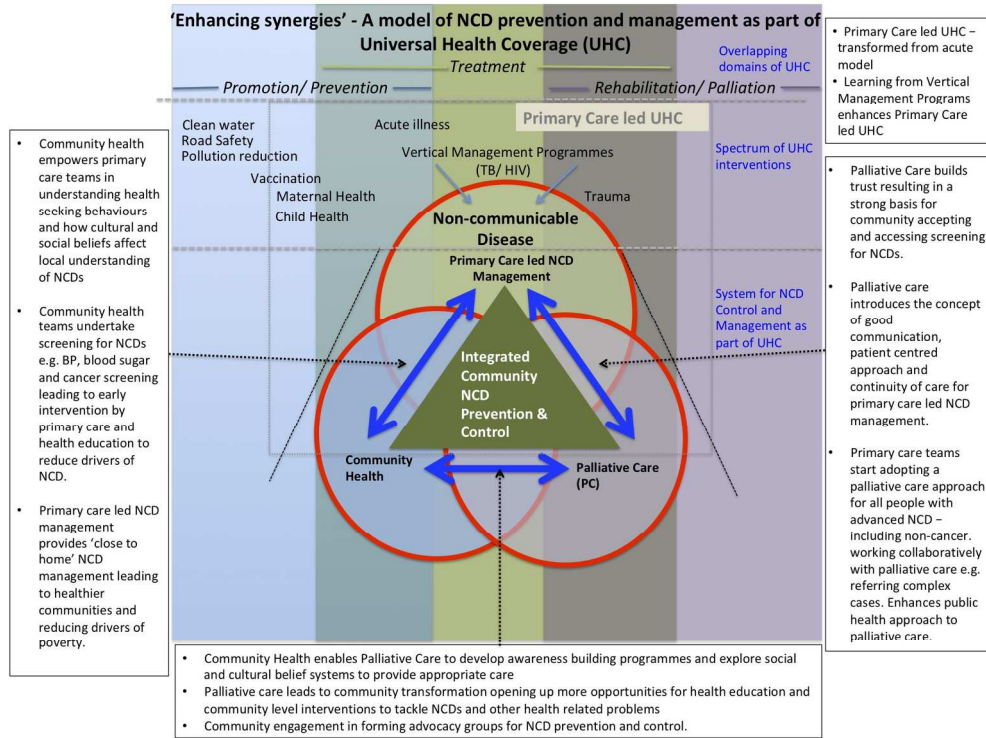 'Enhancing synergies' - A model of NCD prevention and management as part of
Universal Health Coverage (UHC)
Treatment
Promotion/ Prevention
Rehabilitation/ Palliation
Overlapping
domains of UHC
• Primary Care led UHC –
transformed from acute
model
• Learning from Vertical
Management Programs
enhances Primary Care
led UHC
Primary Care led UHC
Clean water
Road Safety
Pollution reduction
Vaccination
Maternal Health
Child Health
Acute illness
Vertical Management Programmes
(TB/ HIV)
Trauma
Spectrum of UHC
interventions
Non-communicable
Disease
Primary Care led NCD
Management
System for NCD
Control and
Management as
part of UHC
Integrated
Community
NCD
Prevention &
Control
Community
Health
Palliative Care
(PC)
• Community health
empowers primary
care teams in
understanding health
seeking behaviours
and how cultural and
social beliefs affect
local understanding
of NCDs
• Community health
teams undertake
screening for NCDs
e.g. BP, blood sugar
and cancer screening
leading to early
intervention by
primary care and
health education to
reduce drivers of
NCD.
• Primary care led NCD
management
provides 'close to
home' NCD
management leading
to healthier
communities and
reducing drivers of
poverty.
• Palliative Care builds
trust resulting in a
strong basis for
community accepting
and accessing screening
for NCDs.
• Palliative care
introduces the concept
of good
communication,
patient centred
approach and
continuity of care for
primary care led NCD
management.
• Primary care teams
start adopting a
palliative care approach
for all people with
advanced NCD –
including non-cancer.
working collaboratively
with palliative care e.g.
referring complex
cases. Enhances public
health approach to
palliative care.
• Community Health enables Palliative Care to develop awareness building programmes and explore social
and cultural belief systems to provide appropriate care
• Palliative care leads to community transformation opening up more opportunities for health education and
community level interventions to tackle NCDs and other health related problems
• Community engagement in forming advocacy groups for NCD prevention and control.